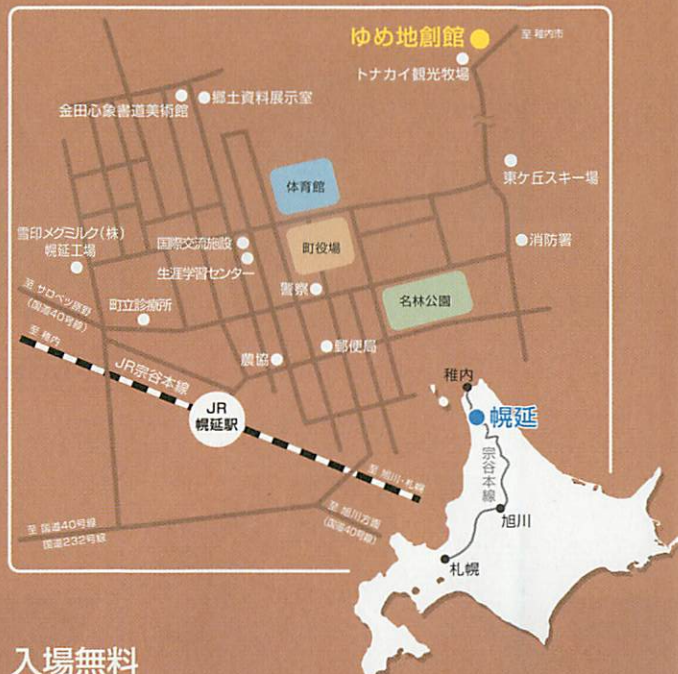 ゆめ地創館
至 稚内市
トナカイ観光牧場
金田心象書道美術館
郷土資料展示室
体育館
東ケ丘スキー場
雪印メグミルク(株)
幌延工場
国際交流施設
生涯学習センター
町役場
消防署
至 サロベツ原野
(国道40号線)
町立診療所
警察
名林公園
至 稚内
JR宗谷本線
農協
郵便局
JR
幌延駅
稚内
幌延
宗谷本線
至 旭川・札幌
至 旭川方面
(国道40号線)
旭川
至 国道40号線
国道232号線
札幌
入場無料